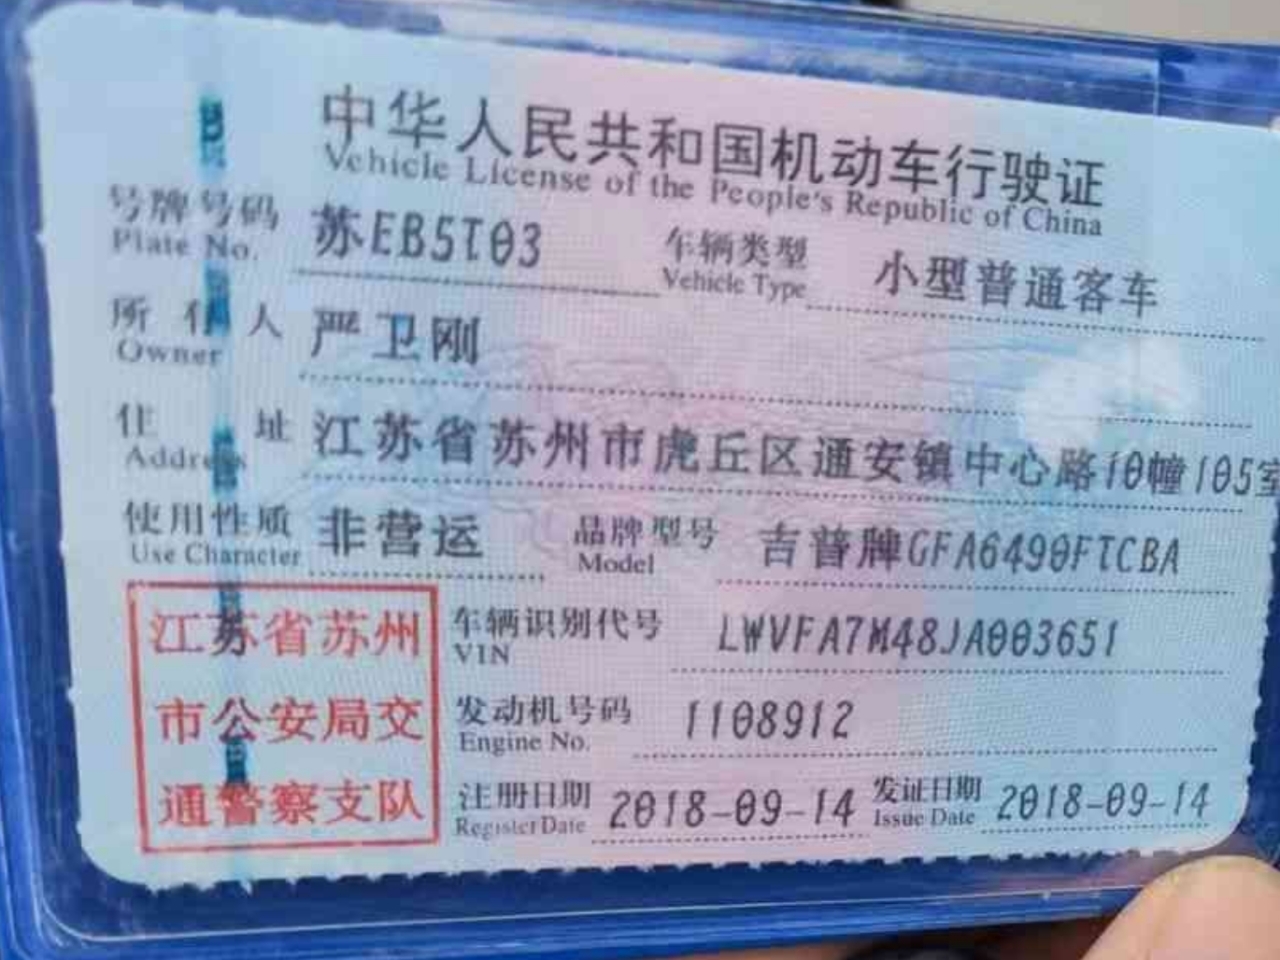 中华人民共和国机动车行驶证
Vehicle License of the People's Republic of China
号牌号码 苏EB5T03 车辆类型 小型普通客车
Plate No. Vehicle Type
所有人 严卫刚
Owner
住址 江苏省苏州市虎丘区通安镇中心路10幢105室
Address
使用性质 非营运 品牌型号 吉普牌GFA6490FTCBA
Use Character Model
江苏省苏州
市公安局交
通警察支队
车辆识别代号 LWVFA7M48JA003651
VIN
发动机号码 1108912
Engine No.
注册日期 2018-09-14 发证日期 2018-09-14
Register Date Issue Date